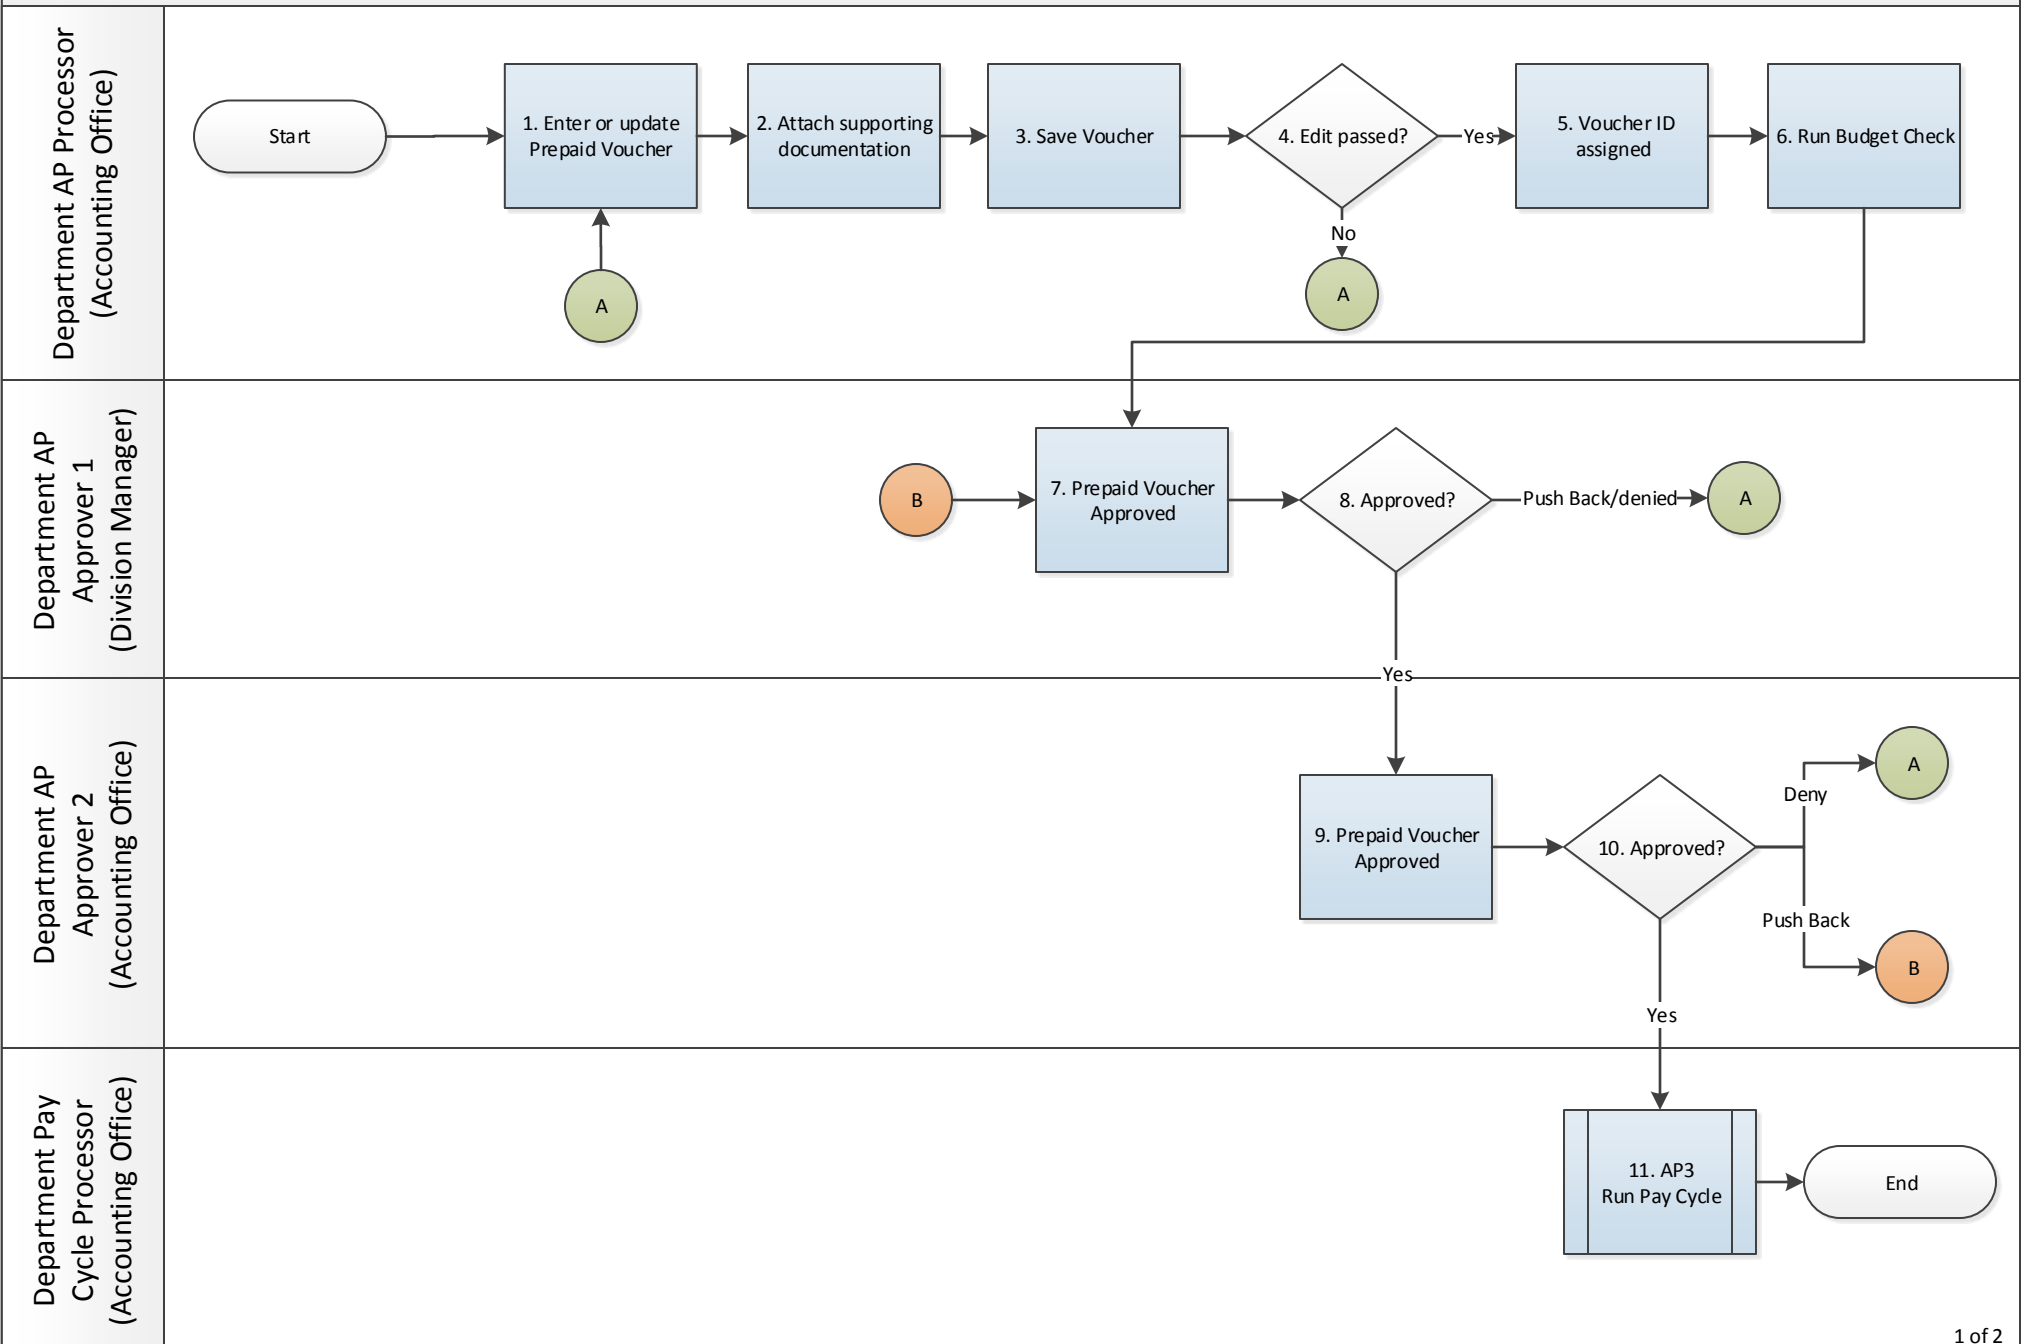 Department AP Processor
(Accounting Office)
Start
1. Enter or update
Prepaid Voucher
2. Attach supporting
documentation
3. Save Voucher
4. Edit passed?
Yes
5. Voucher ID
assigned
6. Run Budget Check
No
A
A
Department AP
Approver 1
(Division Manager)
B
7. Prepaid Voucher
Approved
8. Approved?
Push Back/denied
A
Yes
Department AP
Approver 2
(Accounting Office)
9. Prepaid Voucher
Approved
10. Approved?
Deny
A
Push Back
B
Yes
Department Pay
Cycle Processor
(Accounting Office)
11. AP3
Run Pay Cycle
End
1 of 2